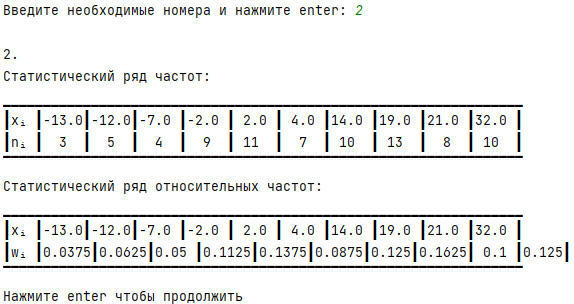 Введите необходимые номера и нажмите enter: 2
2.
Статистический ряд частот:
|xᵢ |-13.0|-12.0|-7.0 |-2.0 | 2.0 | 4.0 |14.0 |19.0 |21.0 |32.0 |
|nᵢ | 3 | 5 | 4 | 9 | 11 | 7 | 10 | 13 | 8 | 10 |
Статистический ряд относительных частот:
|xᵢ |-13.0|-12.0|-7.0 |-2.0 | 2.0 | 4.0 |14.0 |19.0 |21.0 |32.0 |
|wᵢ |0.0375|0.0625|0.05 |0.1125|0.1375|0.0875|0.125|0.1625| 0.1 |0.125|
Нажмите enter чтобы продолжить